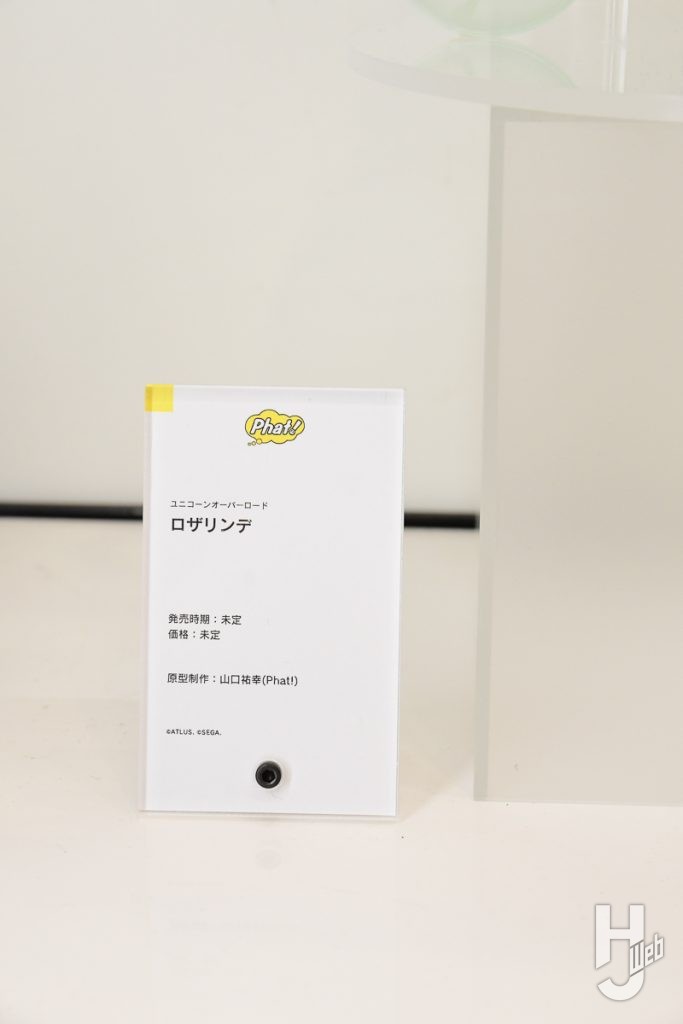 Phat!
ユニコーンオーバーロード
ロザリンデ
発売時期：未定
価格：未定
原型制作：山口祐幸(Phat!)
©ATLUS. ©SEGA.
HJ Web